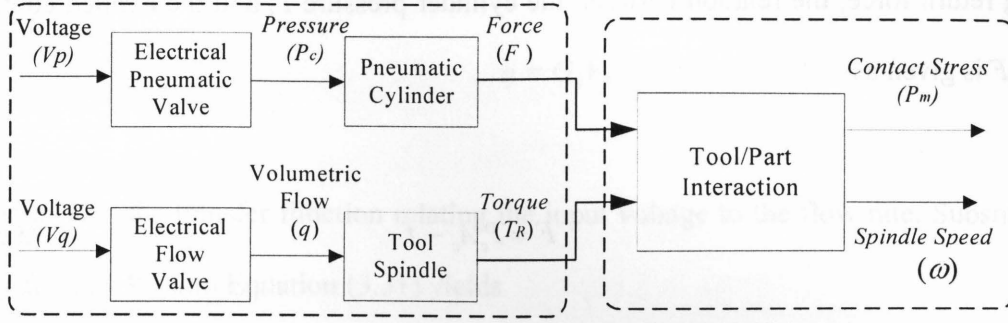 Voltage
(Vp)
Electrical
Pneumatic
Valve
Pressure
(Pc)
Pneumatic
Cylinder
Force
(F)
Voltage
(Vq)
Electrical
Flow
Valve
Volumetric
Flow
(q)
Tool
Spindle
Torque
(TR)
Tool/Part
Interaction
Contact Stress
(Pm)
Spindle Speed
(ω)